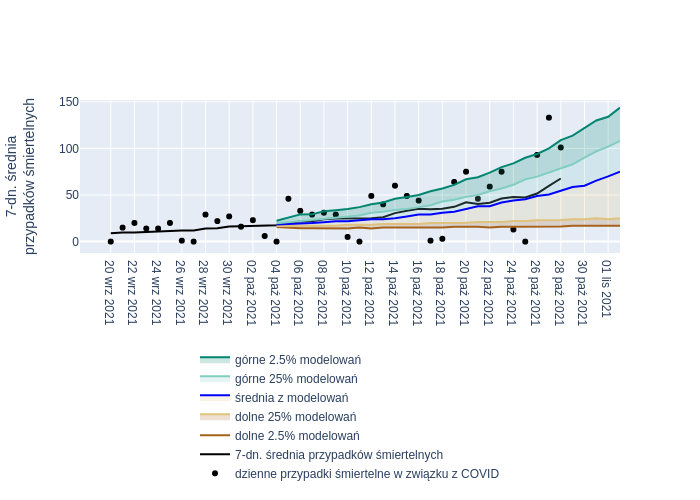 7-dn. średnia
przypadków śmiertelnych
150
100
50
0
20 wrz 2021
22 wrz 2021
24 wrz 2021
26 wrz 2021
28 wrz 2021
30 wrz 2021
02 paź 2021
04 paź 2021
06 paź 2021
08 paź 2021
10 paź 2021
12 paź 2021
14 paź 2021
16 paź 2021
18 paź 2021
20 paź 2021
22 paź 2021
24 paź 2021
26 paź 2021
28 paź 2021
30 paź 2021
01 lis 2021
górne 2.5% modelowań
górne 25% modelowań
średnia z modelowań
dolne 25% modelowań
dolne 2.5% modelowań
7-dn. średnia przypadków śmiertelnych
dzienne przypadki śmiertelne w związku z COVID